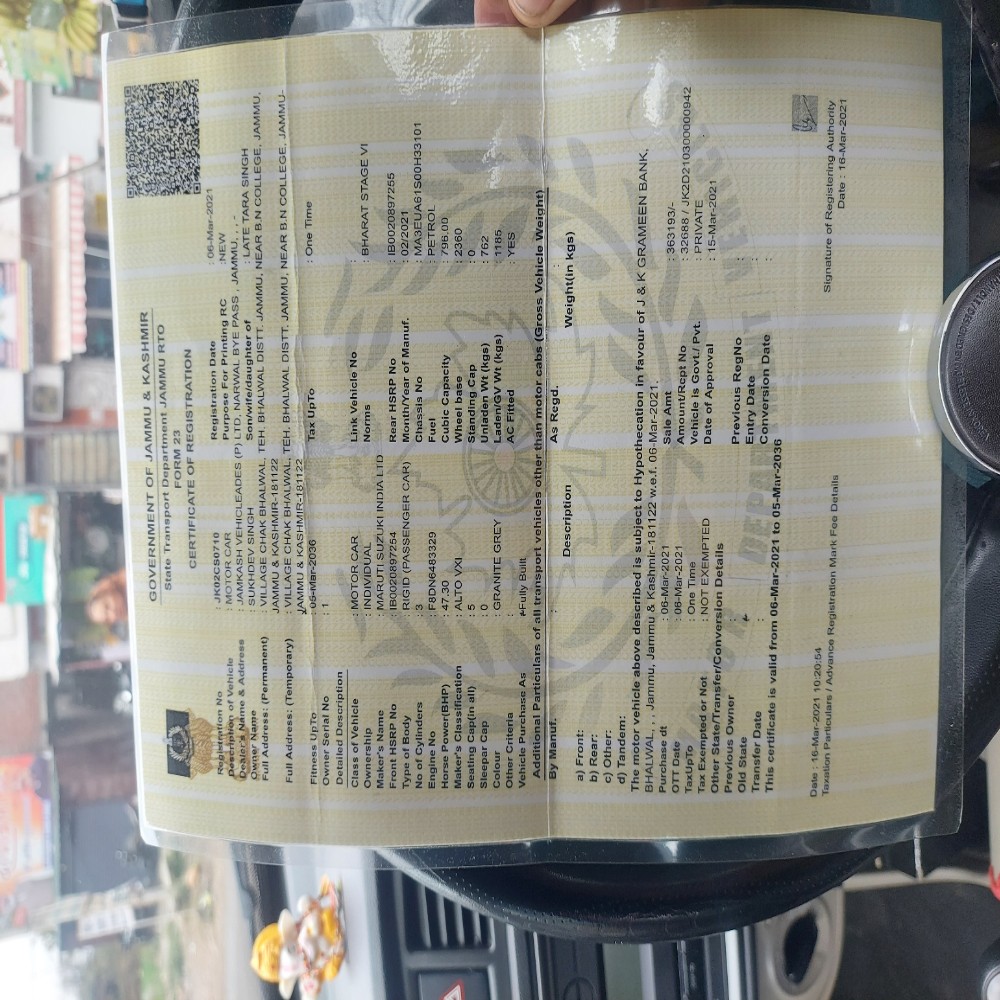 GOVERNMENT OF JAMMU & KASHMIR
State Transport Department JAMMU RTO
FORM 23
CERTIFICATE OF REGISTRATION
Registration No : JK02CS0710 Registration Date : 06-Mar-2021
Description of Vehicle : MOTOR CAR Purpose For Printing RC : NEW
Dealer's Name & Address : JAMKASH VEHICLEADES (P) LTD, NARWAL BYE PASS , JAMMU, , , -
Owner Name : SUKHDEV SINGH Son/wife/daughter of : LATE TARA SINGH
Full Address: (Permanent) : VILLAGE CHAK BHALWAL, TEH. BHALWAL DISTT. JAMMU, NEAR B.N COLLEGE, JAMMU,
JAMMU & KASHMIR-181122
Full Address: (Temporary) : VILLAGE CHAK BHALWAL, TEH. BHALWAL DISTT. JAMMU, NEAR B.N COLLEGE, JAMMU-
JAMMU & KASHMIR-181122
Fitness UpTo : 05-Mar-2036 Tax UpTo : One Time
Owner Serial No : 1
Detailed Description
Class of Vehicle : MOTOR CAR Link Vehicle No :
Ownership : INDIVIDUAL Norms : BHARAT STAGE VI
Maker's Name : MARUTI SUZUKI INDIA LTD
Front HSRP No : IB0020897254 Rear HSRP No : IB0020897255
Type of Body : RIGID (PASSENGER CAR) Month/Year of Manuf. : 02/2021
No of Cylinders : 3 Chassis No : MA3EUA61S00H33101
Engine No : F8DN6483329 Fuel : PETROL
Horse Power(BHP) : 47.30 Cubic Capacity : 796.00
Maker's Classification : ALTO VXI Wheel base : 2360
Seating Cap(in all) : 5 Standing Cap : 0
Sleeper Cap : 0 Unladen Wt (kgs) : 762
Colour : GRANITE GREY Laden/GV Wt (kgs) : 1185
Other Criteria : AC Fitted : YES
Vehicle Purchase As : Fully Built
Additional Particulars of all transport vehicles other than motor cabs (Gross Vehicle Weight)
By Manuf. : As Regd.
Description Weight(in kgs)
a) Front:
b) Rear:
c) Other:
d) Tandem:
The motor vehicle above described is subject to Hypothecation in favour of J & K GRAMEEN BANK,
BHALWAL, , , Jammu, Jammu & Kashmir-181122 w.e.f. 06-Mar-2021.
Purchase dt : 06-Mar-2021 Sale Amt : 363193/-
OTT Date : 06-Mar-2021 Amount/Rcpt No : 32688 / JK2D210300000942
TaxUpTo : One Time Vehicle is Govt./ Pvt. : PRIVATE
Tax Exempted or Not : NOT EXEMPTED Date of Approval : 15-Mar-2021
Other State/Transfer/Conversion Details
Previous Owner : Previous RegNo :
Old State : Entry Date :
Transfer Date : Conversion Date :
This certificate is valid from 06-Mar-2021 to 05-Mar-2036
Signature of Registering Authority
Date : 16-Mar-2021 10:20:54 Date : 16-Mar-2021
Taxation Particulars / Advance Registration Mark Fee Details